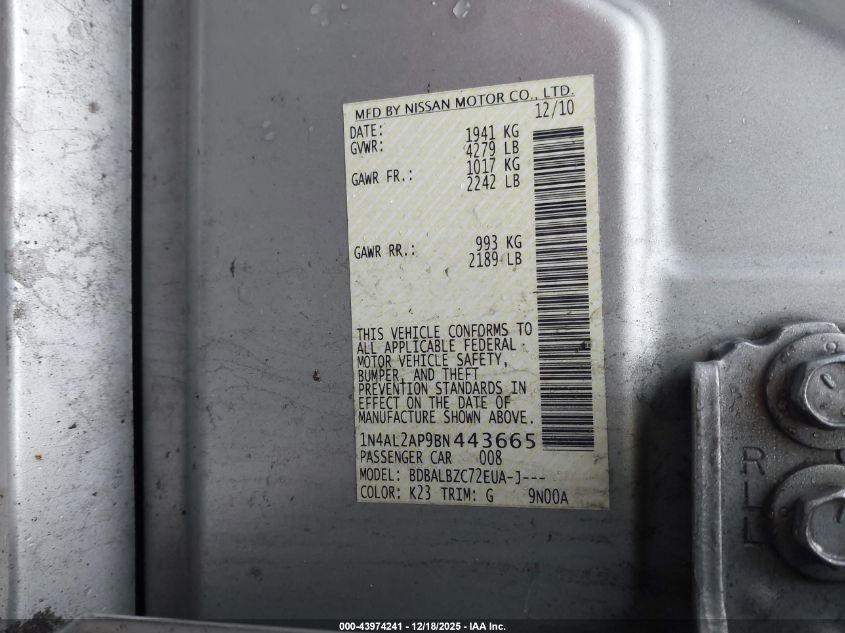 MFD BY NISSAN MOTOR CO., LTD.
DATE: 12/10
GVWR: 1941 KG
4279 LB
GAWR FR.: 1017 KG
2242 LB
GAWR RR.: 993 KG
2189 LB
THIS VEHICLE CONFORMS TO
ALL APPLICABLE FEDERAL
MOTOR VEHICLE SAFETY,
BUMPER, AND THEFT
PREVENTION STANDARDS IN
EFFECT ON THE DATE OF
MANUFACTURE SHOWN ABOVE.
1N4AL2AP9BN 443665
PASSENGER CAR 008
MODEL: BDBALBZC72EUA-J---
COLOR: K23 TRIM: G 9N00A
RLL
000-43974241 – 12/18/2025 - IAA Inc.